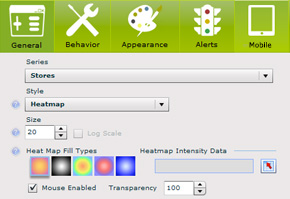 General Behavior Appearance Alerts Mobile
Series
Stores
Style
Heatmap
Size
20 Log Scale
Heat Map Fill Types Heatmap Intensity Data
Mouse Enabled Transparency 100